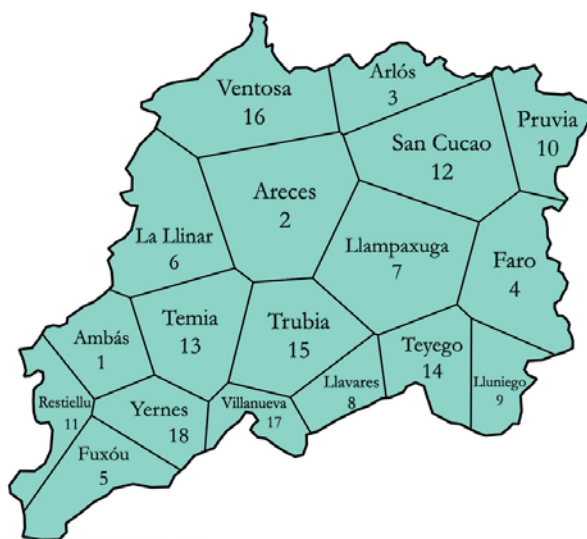 Ventosa
16
Arlós
3
Pruvia
10
San Cucao
12
Areces
2
La Llinar
6
Llampaxuga
7
Faro
4
Ambás
1
Temia
13
Trubia
15
Teyego
14
Lluniego
9
Restiellu
11
Yernes
18
Villanueva
17
Llavares
8
Fuxóu
5